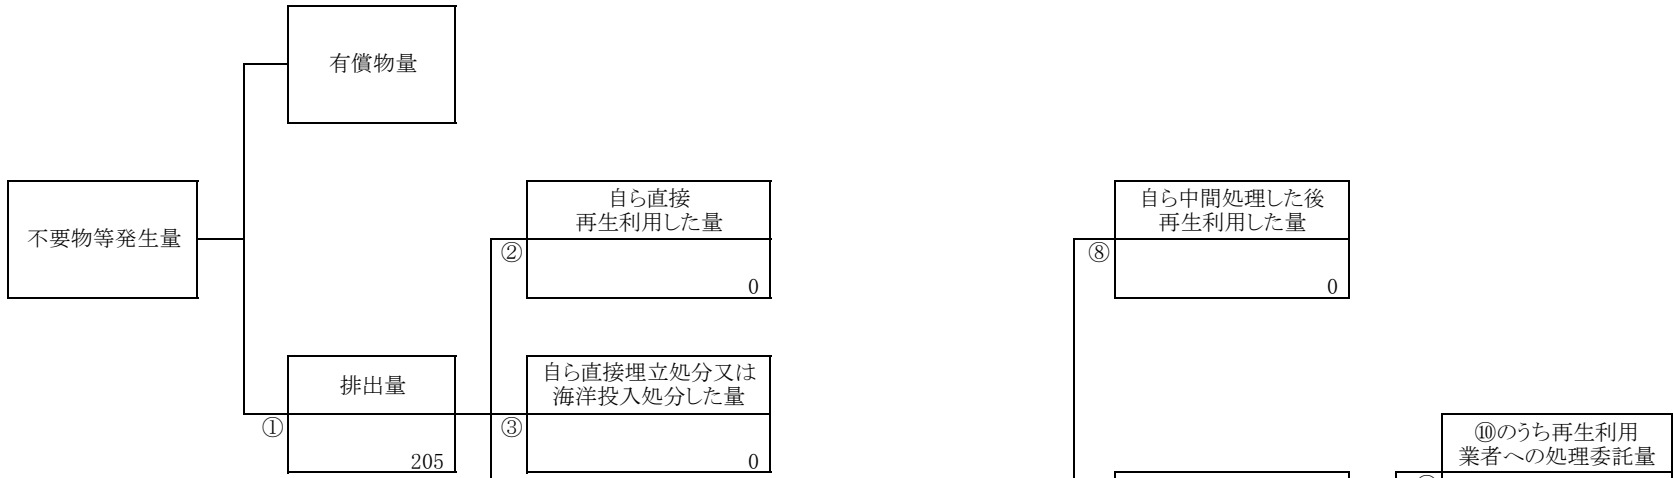 有償物量
不要物等発生量
自ら直接
再生利用した量
②
0
自ら中間処理した後
再生利用した量
⑧
0
排出量
①
205
自ら直接埋立処分又は
海洋投入処分した量
③
0
⑩のうち再生利用
業者への処理委託量